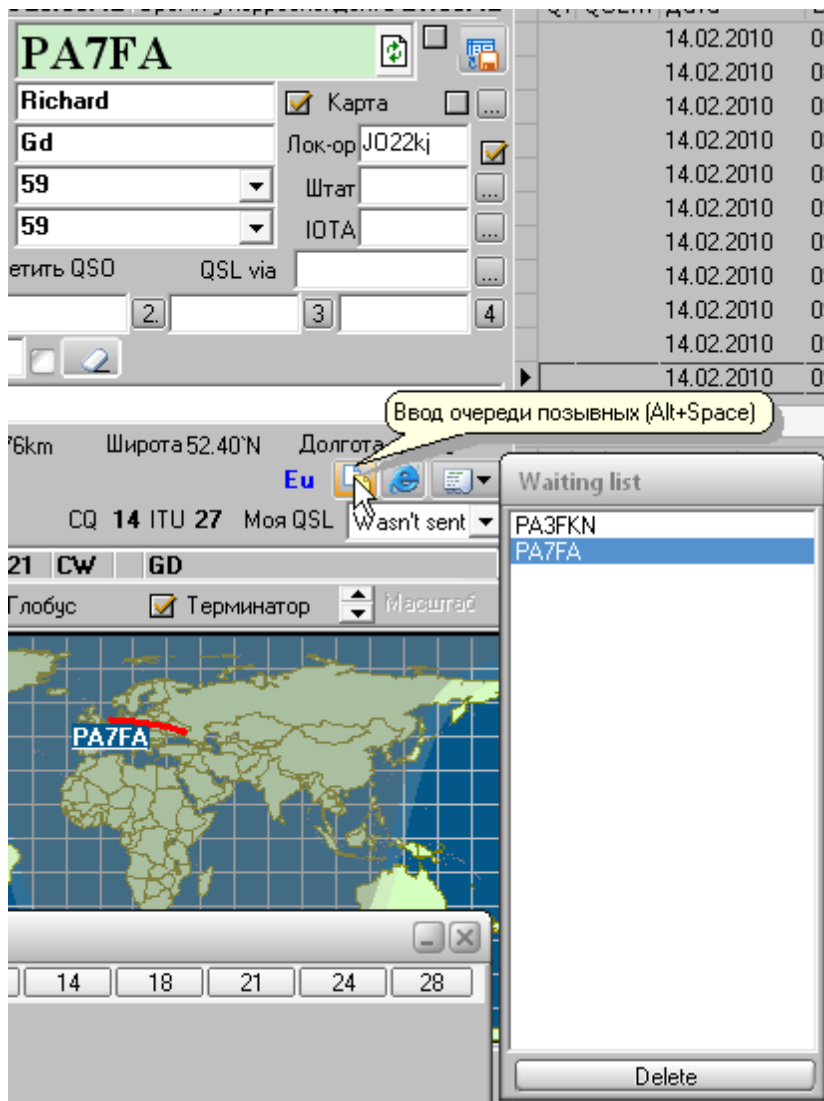 Дата
PA7FA
14.02.2010
14.02.2010
Richard
Карта
...
14.02.2010
Gd
Лок-ор JO22kj
14.02.2010
59
Штат
...
14.02.2010
14.02.2010
59
IOTA
...
14.02.2010
етить QSO QSL via
...
14.02.2010
2. 3 4
14.02.2010
14.02.2010
14.02.2010
Ввод очереди позывных (Alt+Space)
76km Широта 52.40`N Долгота
Eu
CQ 14 ITU 27 Моя QSL Wasn't sent
21 CW GD
Глобус Терминатор Масштаб
PA7FA
14 18 21 24 28
Waiting list
PA3FKN
PA7FA
Delete